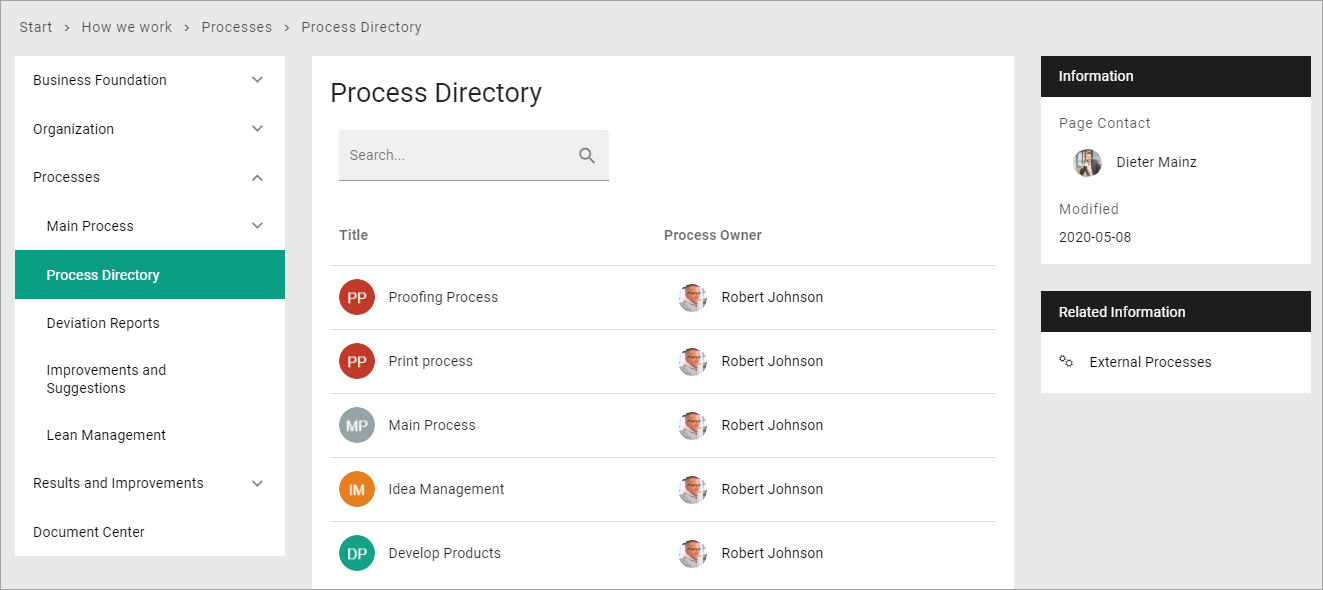 Start > How we work > Processes > Process Directory
Business Foundation
Organization
Processes
Main Process
Process Directory
Deviation Reports
Improvements and
Suggestions
Lean Management
Results and Improvements
Document Center
Process Directory
Search...
Title Process Owner
PP Proofing Process Robert Johnson
PP Print process Robert Johnson
MP Main Process Robert Johnson
IM Idea Management Robert Johnson
DP Develop Products Robert Johnson
Information
Page Contact
Dieter Mainz
Modified
2020-05-08
Related Information
External Processes